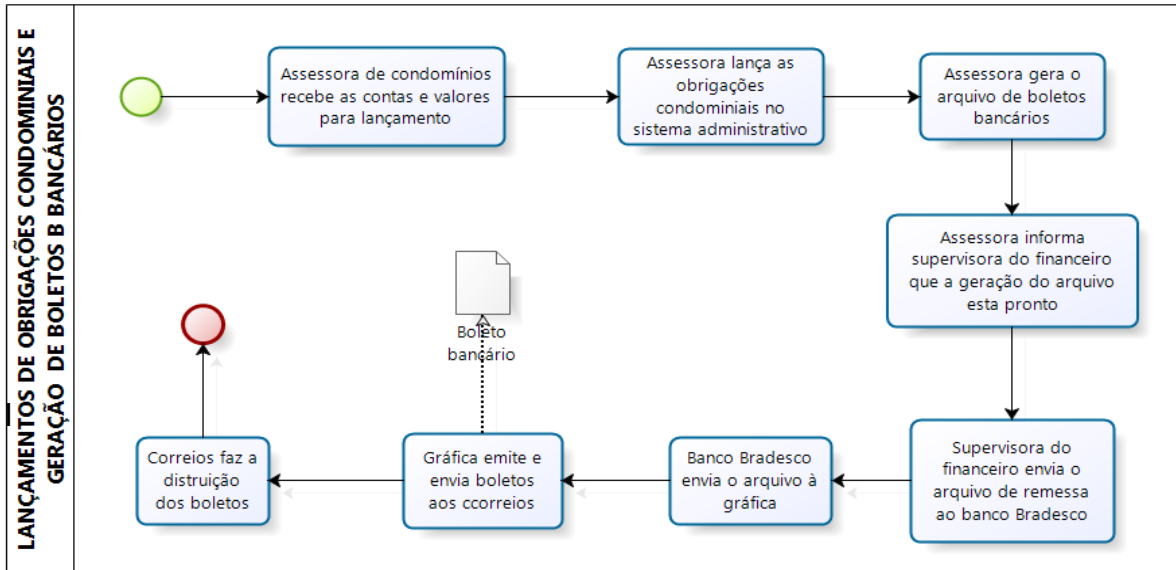 LANÇAMENTOS DE OBRIGAÇÕES CONDOMINIAIS E
GERAÇÃO DE BOLETOS B BANCÁRIOS
Assessora de condomínios
recebe as contas e valores
para lançamento
Assessora lança as
obrigações
condominiais no
sistema administrativo
Assessora gera o
arquivo de boletos
bancários
Assessora informa
supervisora do financeiro
que a geração do arquivo
esta pronto
Supervisora do
financeiro envia o
arquivo de remessa
ao banco Bradesco
Banco Bradesco
envia o arquivo à
gráfica
Gráfica emite e
envia boletos
aos ccorreios
Boleto
bancário
Correios faz a
distruição
dos boletos